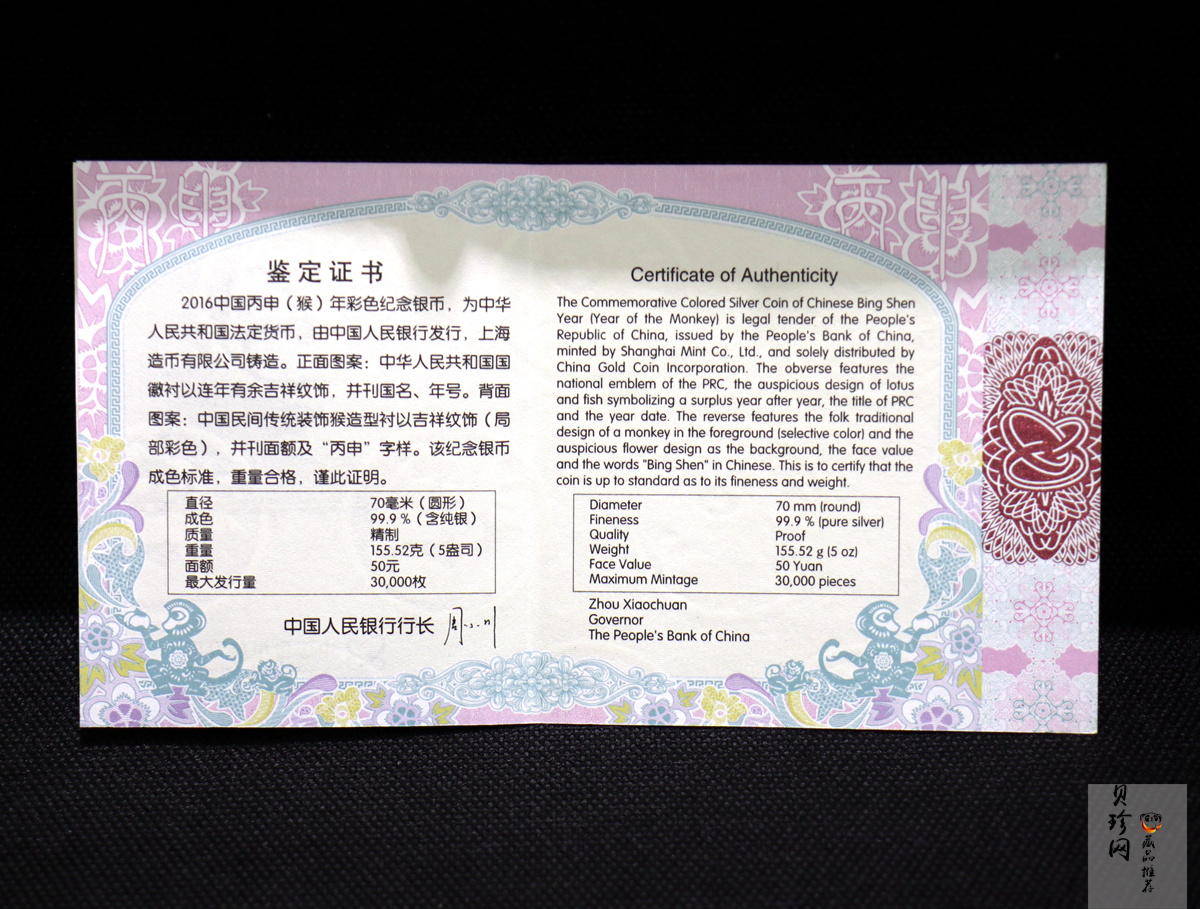 丙申
丙申
鉴定证书
2016中国丙申（猴）年彩色纪念银币，为中华
人民共和国法定货币，由中国人民银行发行，上海
造币有限公司铸造。正面图案：中华人民共和国国
徽衬以连年有余吉祥纹饰，并刊国名、年号。背面
图案：中国民间传统装饰猴造型衬以吉祥纹饰（局
部彩色），并刊面额及“丙申”字样。该纪念银币
成色标准，重量合格，谨此证明。
直径 70毫米（圆形）
成色 99.9％（含纯银）
质量 精制
重量 155.52克（5盎司）
面额 50元
最大发行量 30,000枚
中国人民银行行长 周小川
Certificate of Authenticity
The Commemorative Colored Silver Coin of Chinese Bing Shen
Year (Year of the Monkey) is legal tender of the People's
Republic of China, issued by the People's Bank of China,
minted by Shanghai Mint Co., Ltd., and solely distributed by
China Gold Coin Incorporation. The obverse features the
national emblem of the PRC, the auspicious design of lotus
and fish symbolizing a surplus year after year, the title of PRC
and the year date. The reverse features the folk traditional
design of a monkey in the foreground (selective color) and the
auspicious flower design as the background, the face value
and the words "Bing Shen" in Chinese. This is to certify that the
coin is up to standard as to its fineness and weight.
Diameter 70 mm (round)
Fineness 99.9 % (pure silver)
Quality Proof
Weight 155.52 g (5 oz)
Face Value 50 Yuan
Maximum Mintage 30,000 pieces
Zhou Xiaochuan
Governor
The People's Bank of China
贝珍网
藏品推荐